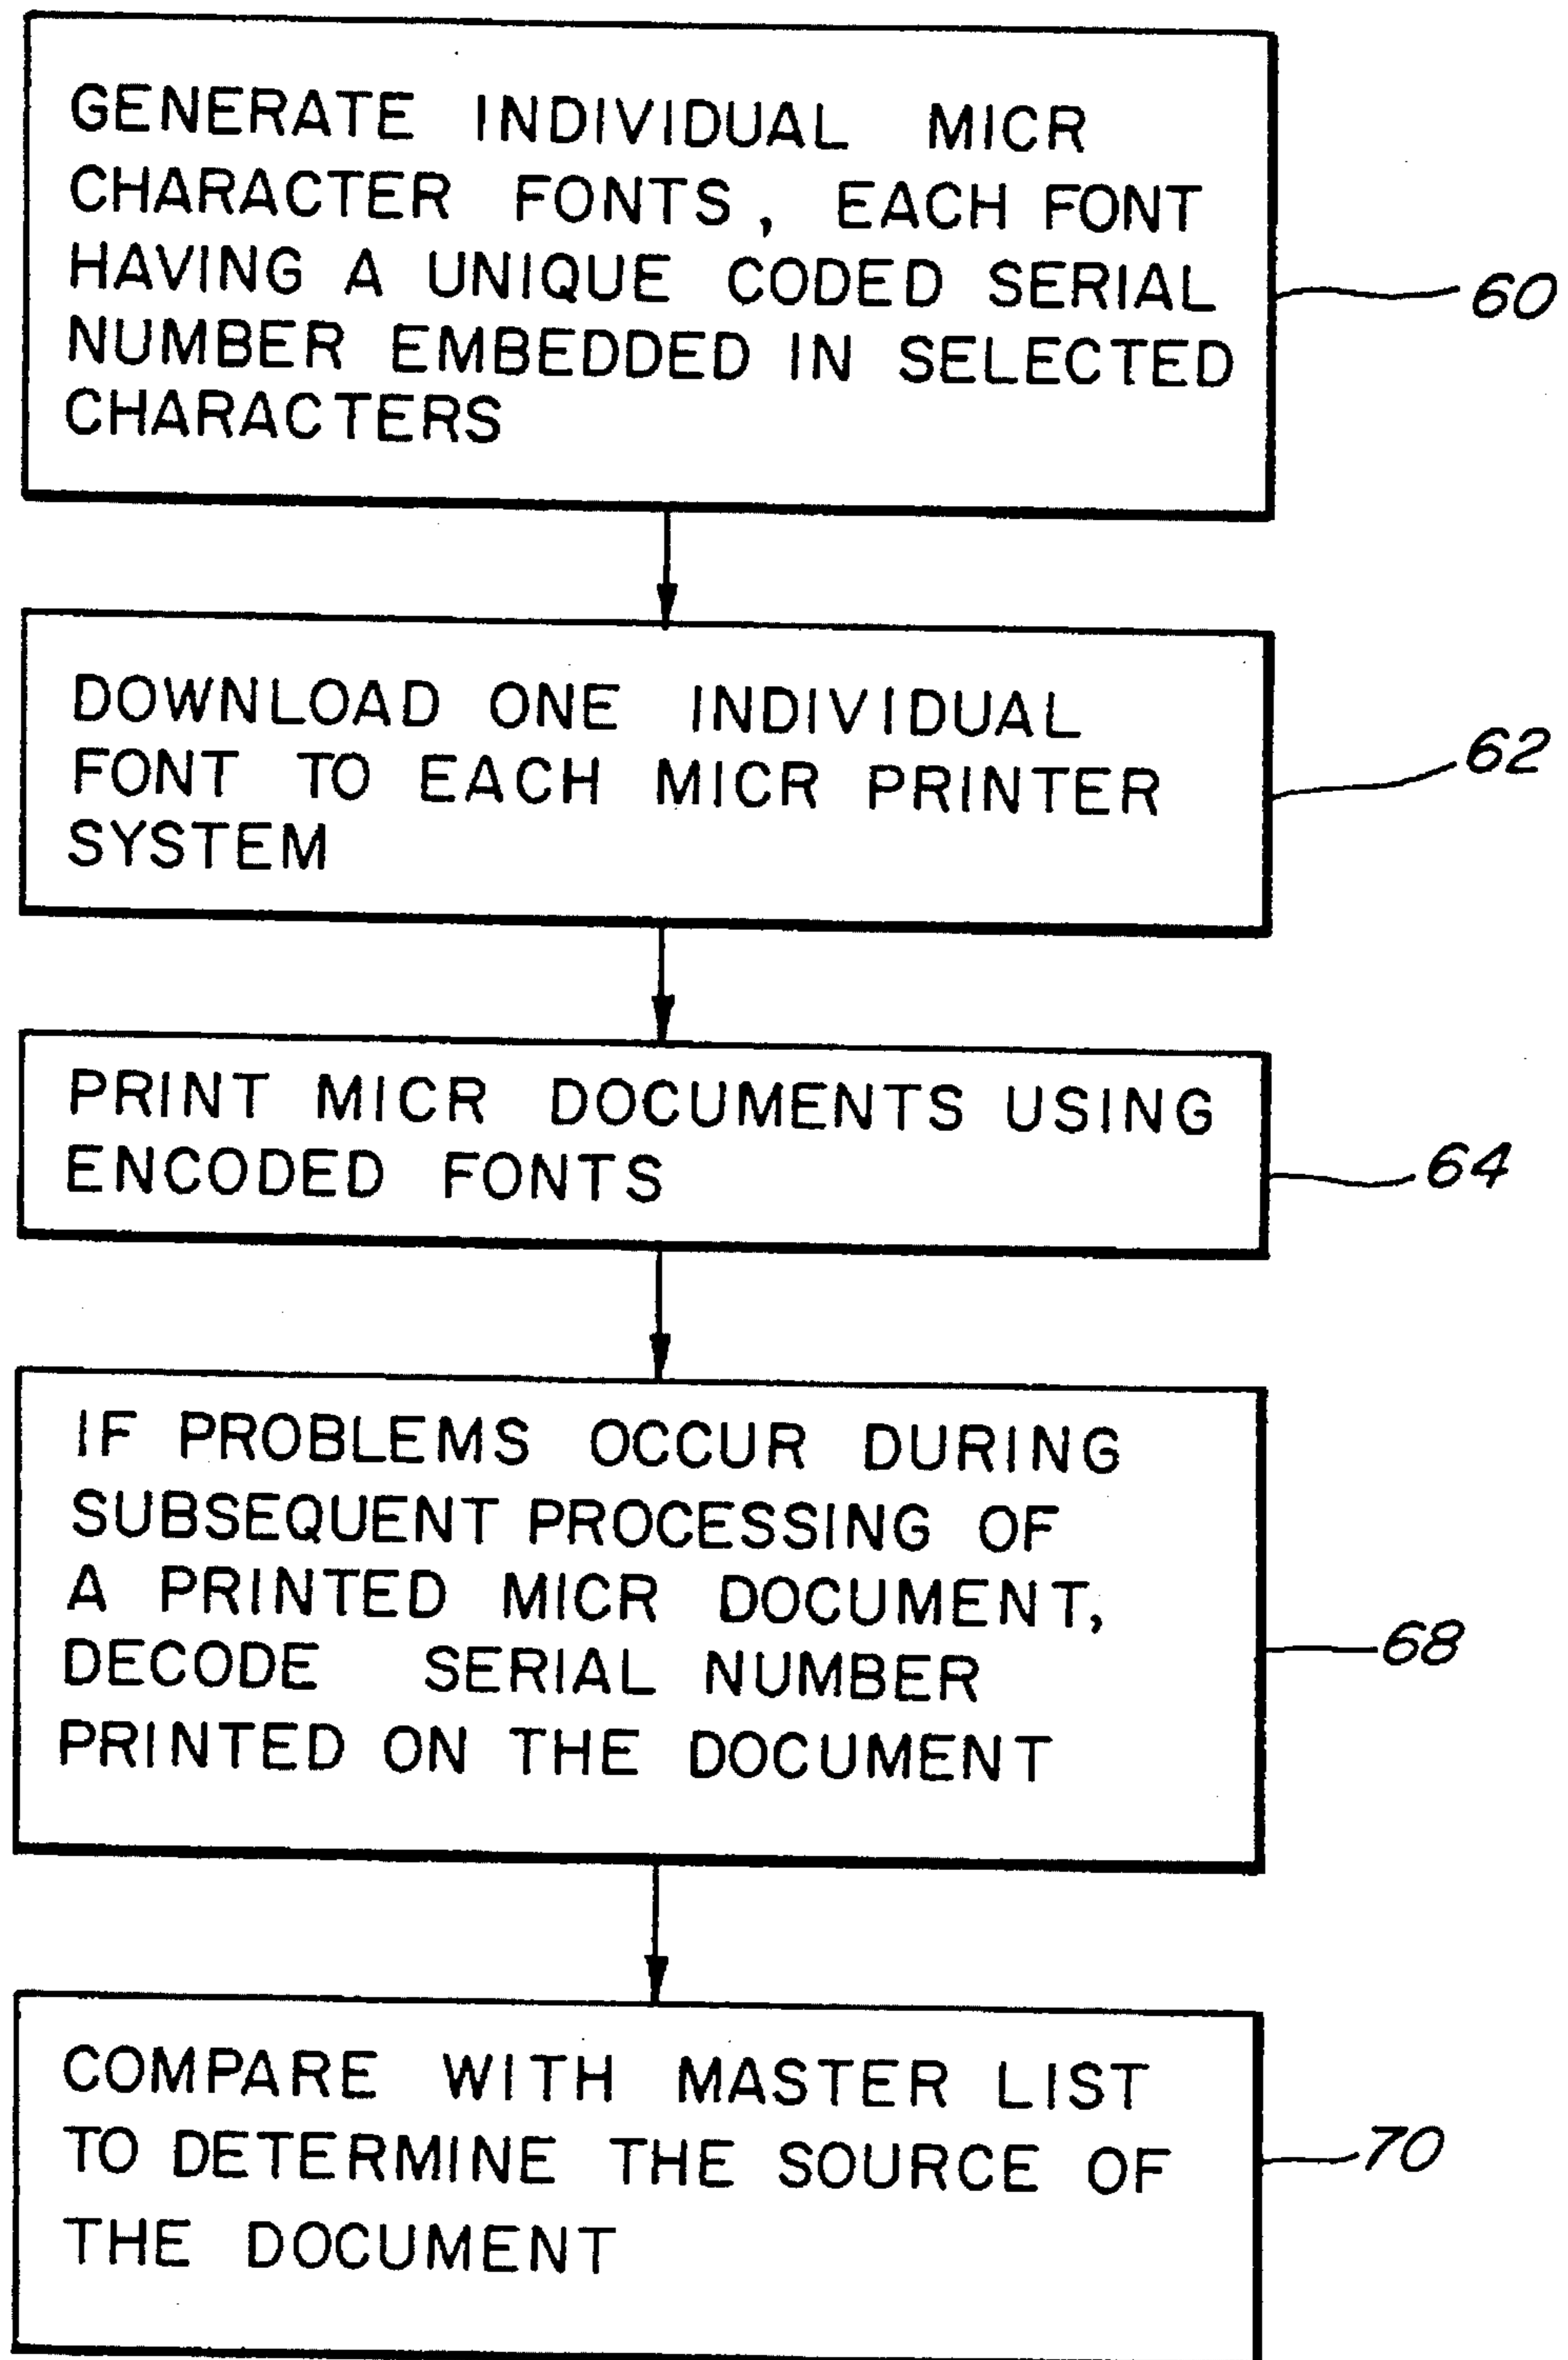 GENERATE INDIVIDUAL MICR
CHARACTER FONTS, EACH FONT
HAVING A UNIQUE CODED SERIAL
NUMBER EMBEDDED IN SELECTED
CHARACTERS
60
DOWNLOAD ONE INDIVIDUAL
FONT TO EACH MICR PRINTER
SYSTEM
62
PRINT MICR DOCUMENTS USING
ENCODED FONTS
64
IF PROBLEMS OCCUR DURING
SUBSEQUENT PROCESSING OF
A PRINTED MICR DOCUMENT,
DECODE SERIAL NUMBER
PRINTED ON THE DOCUMENT
68
COMPARE WITH MASTER LIST
TO DETERMINE THE SOURCE OF
THE DOCUMENT
70